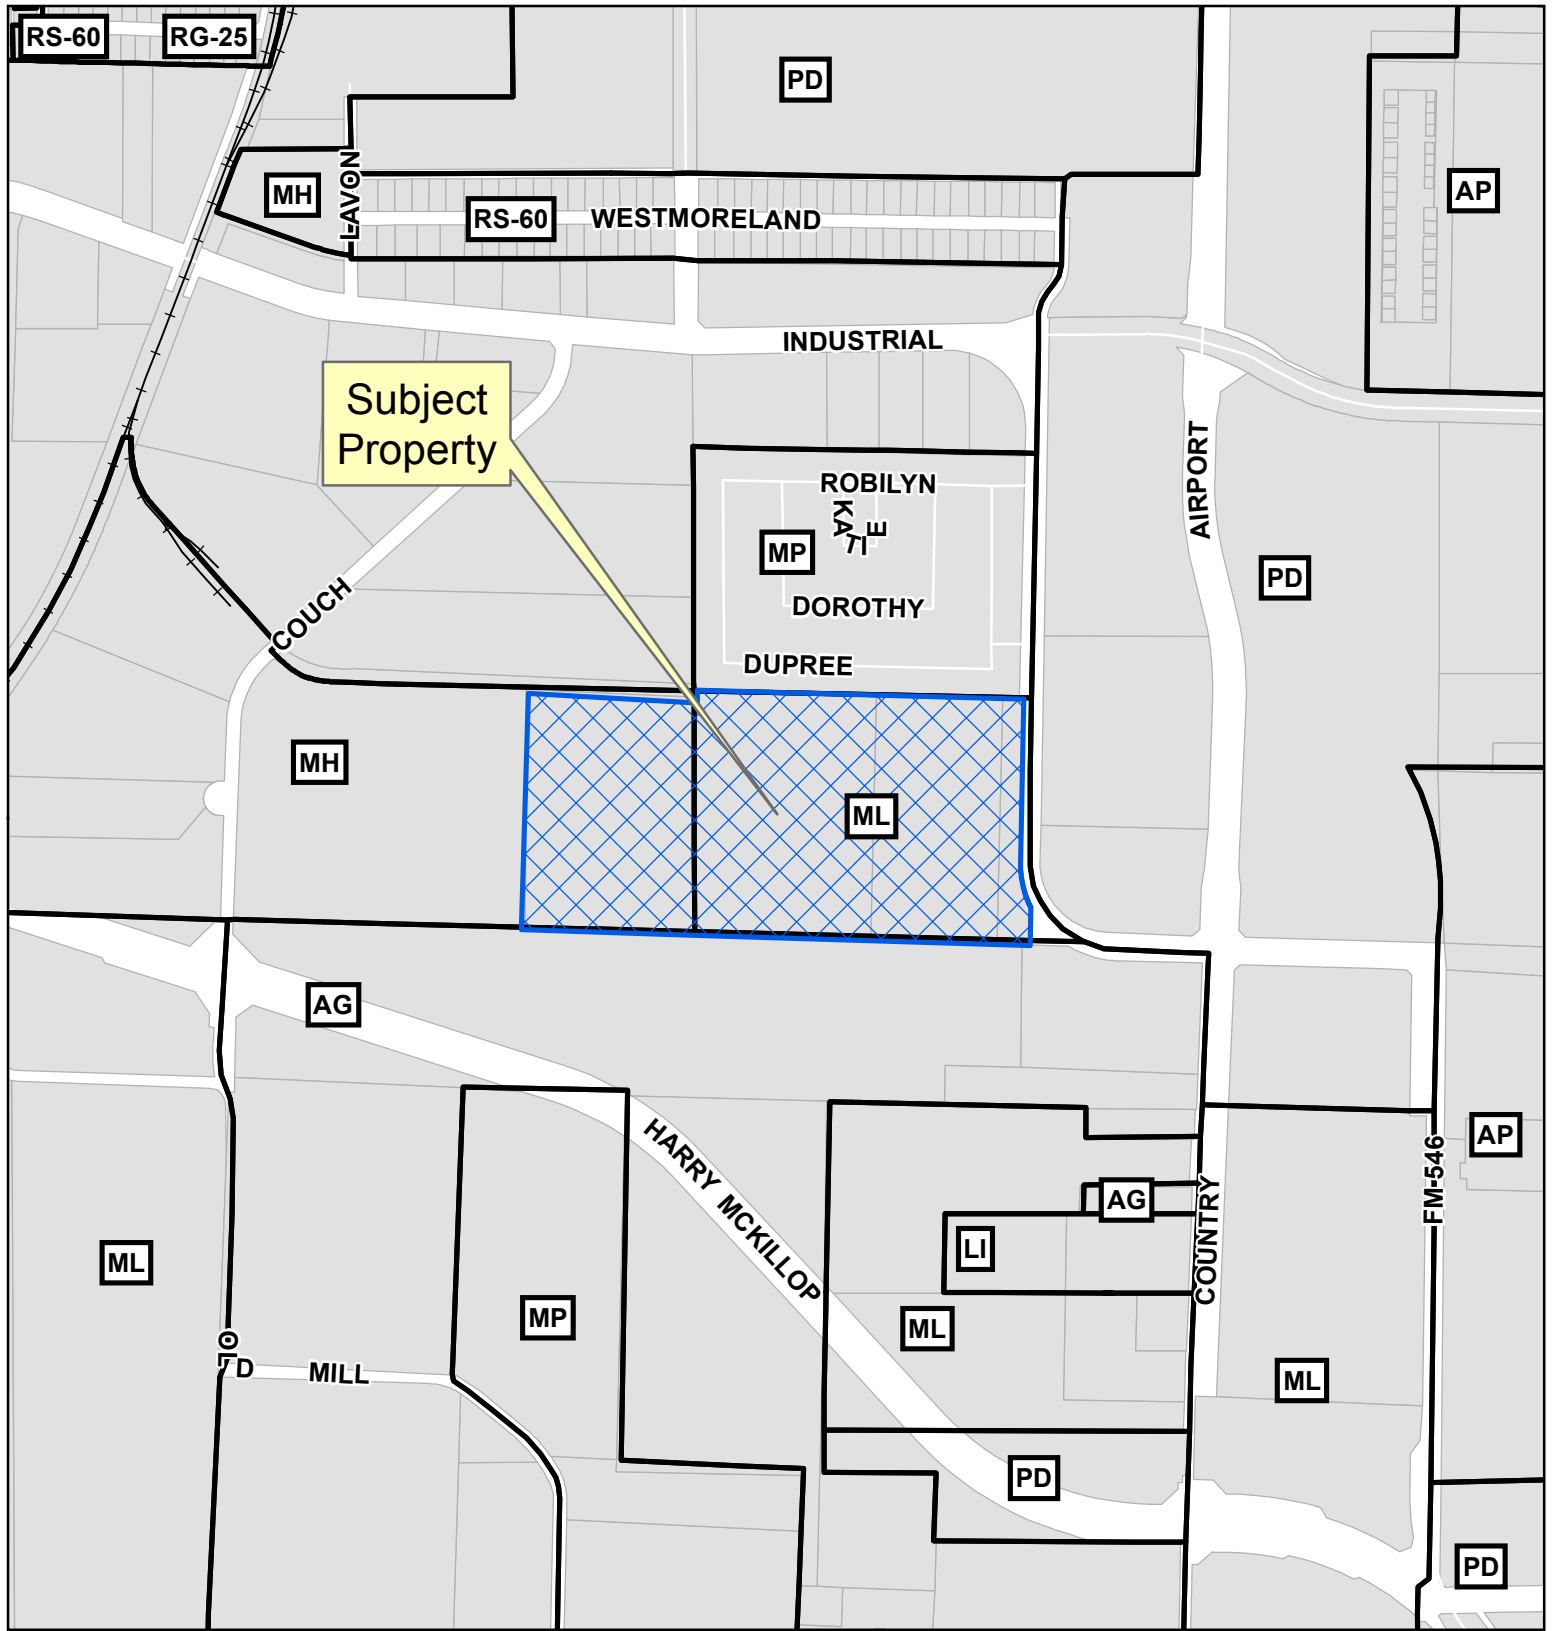 RS-60
RG-25
PD
AP
MH
LAVON
RS-60
WESTMORELAND
INDUSTRIAL
Subject
Property
AIRPORT
ROBILYN
KATIE
MP
DOROTHY
DUPREE
PD
COUCH
MH
ML
AG
HARRY MCKILLOP
AP
FM-546
AG
COUNTRY
LI
ML
MP
ML
ML
OLD MILL
PD
PD